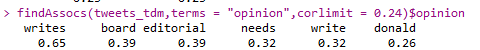 > findAssocs(tweets_tdm,terms = "opinion",corlimit = 0.24)$opinion
writes board editorial needs write donald
0.65 0.39 0.39 0.32 0.32 0.26